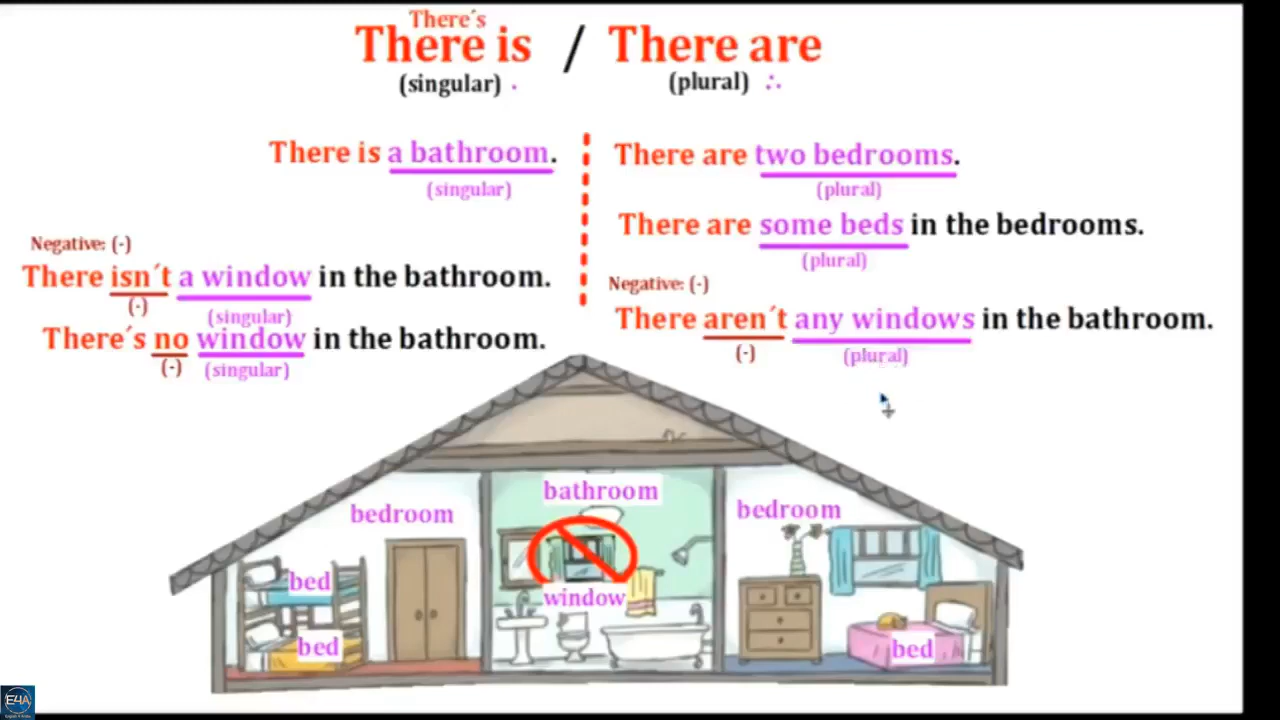 There´s
There is / There are
(singular) . (plural) ∴
There is a bathroom.
(singular)
Negative: (-)
There isn´t a window in the bathroom.
(-) (singular)
There´s no window in the bathroom.
(-) (singular)
There are two bedrooms.
(plural)
There are some beds in the bedrooms.
(plural)
Negative: (-)
There aren´t any windows in the bathroom.
(-) (plural)
bathroom
bedroom
bedroom
bed
window
bed
bed
E4A